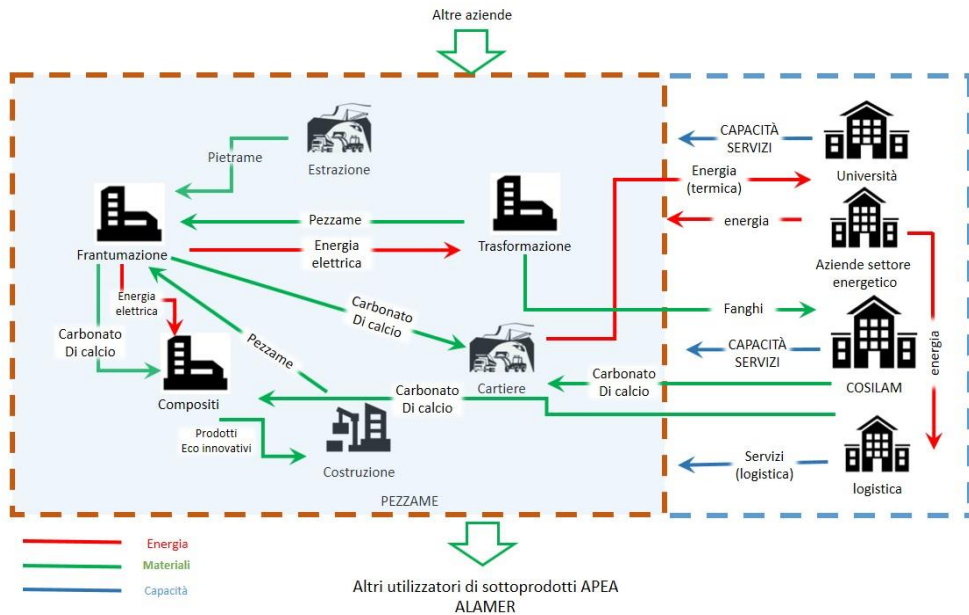 Altre aziende
Estrazione
Pietrame
CAPACITÀ
SERVIZI
Università
Energia
(termica)
Pezzame
Trasformazione
energia
Frantumazione
Energia
elettrica
Aziende settore
energetico
Energia
elettrica
Carbonato
Di calcio
Fanghi
energia
Carbonato
Di calcio
Pezzame
CAPACITÀ
SERVIZI
Cartiere
Carbonato
Di calcio
COSILAM
Compositi
Carbonato
Di calcio
Prodotti
Eco innovativi
Costruzione
Servizi
(logistica)
logistica
PEZZAME
Energia
Materiali
Capacità
Altri utilizzatori di sottoprodotti APEA
ALAMER